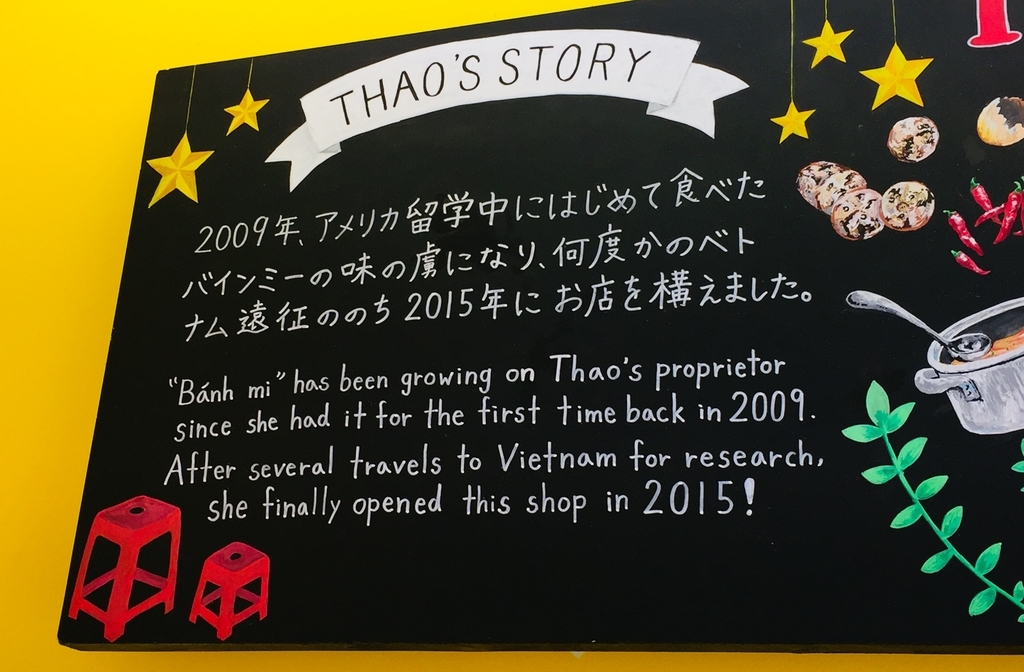 THAO'S STORY
2009年、アメリカ留学中にはじめて食べた
バインミーの味の虜になり、何度かのベト
ナム遠征ののち2015年にお店を構えました。
"Bánh mi" has been growing on Thao's proprietor
since she had it for the first time back in 2009.
After several travels to Vietnam for research,
she finally opened this shop in 2015!